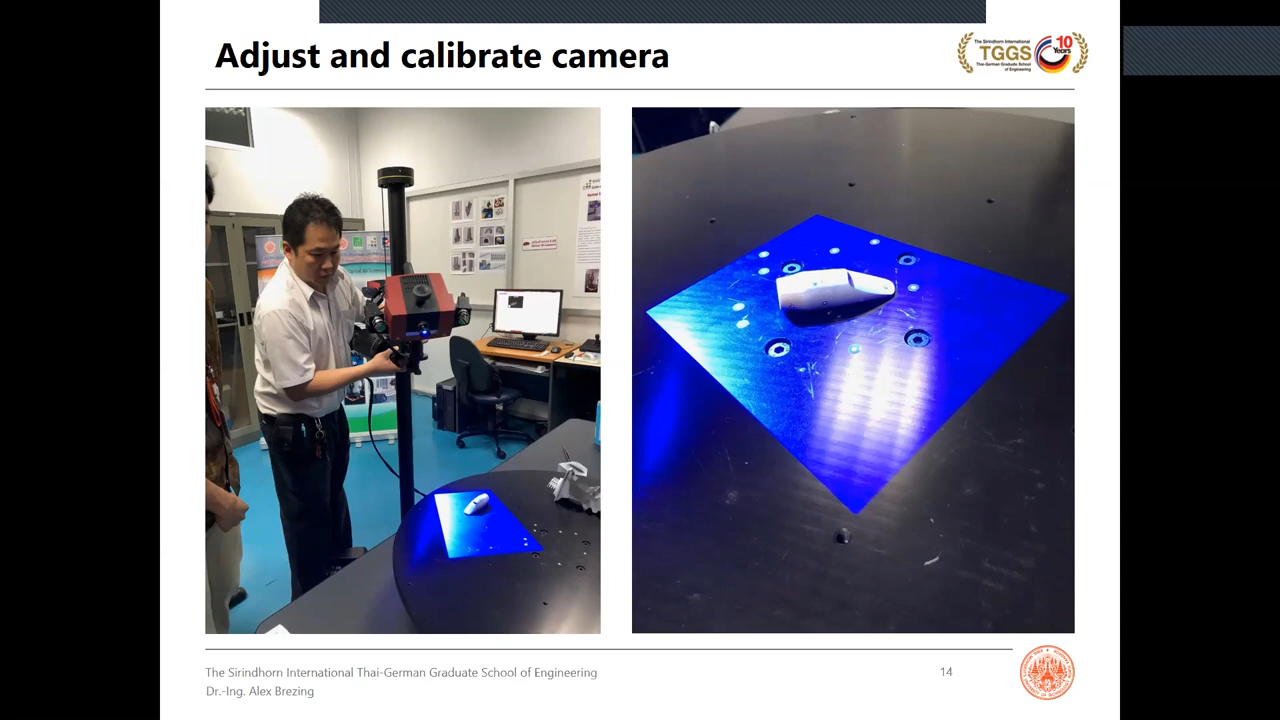 Adjust and calibrate camera
The Sirindhorn International
TGGS
Thai-German Graduate School
of Engineering
10
Years
The Sirindhorn International Thai-German Graduate School of Engineering
14
Dr.-Ing. Alex Brezing